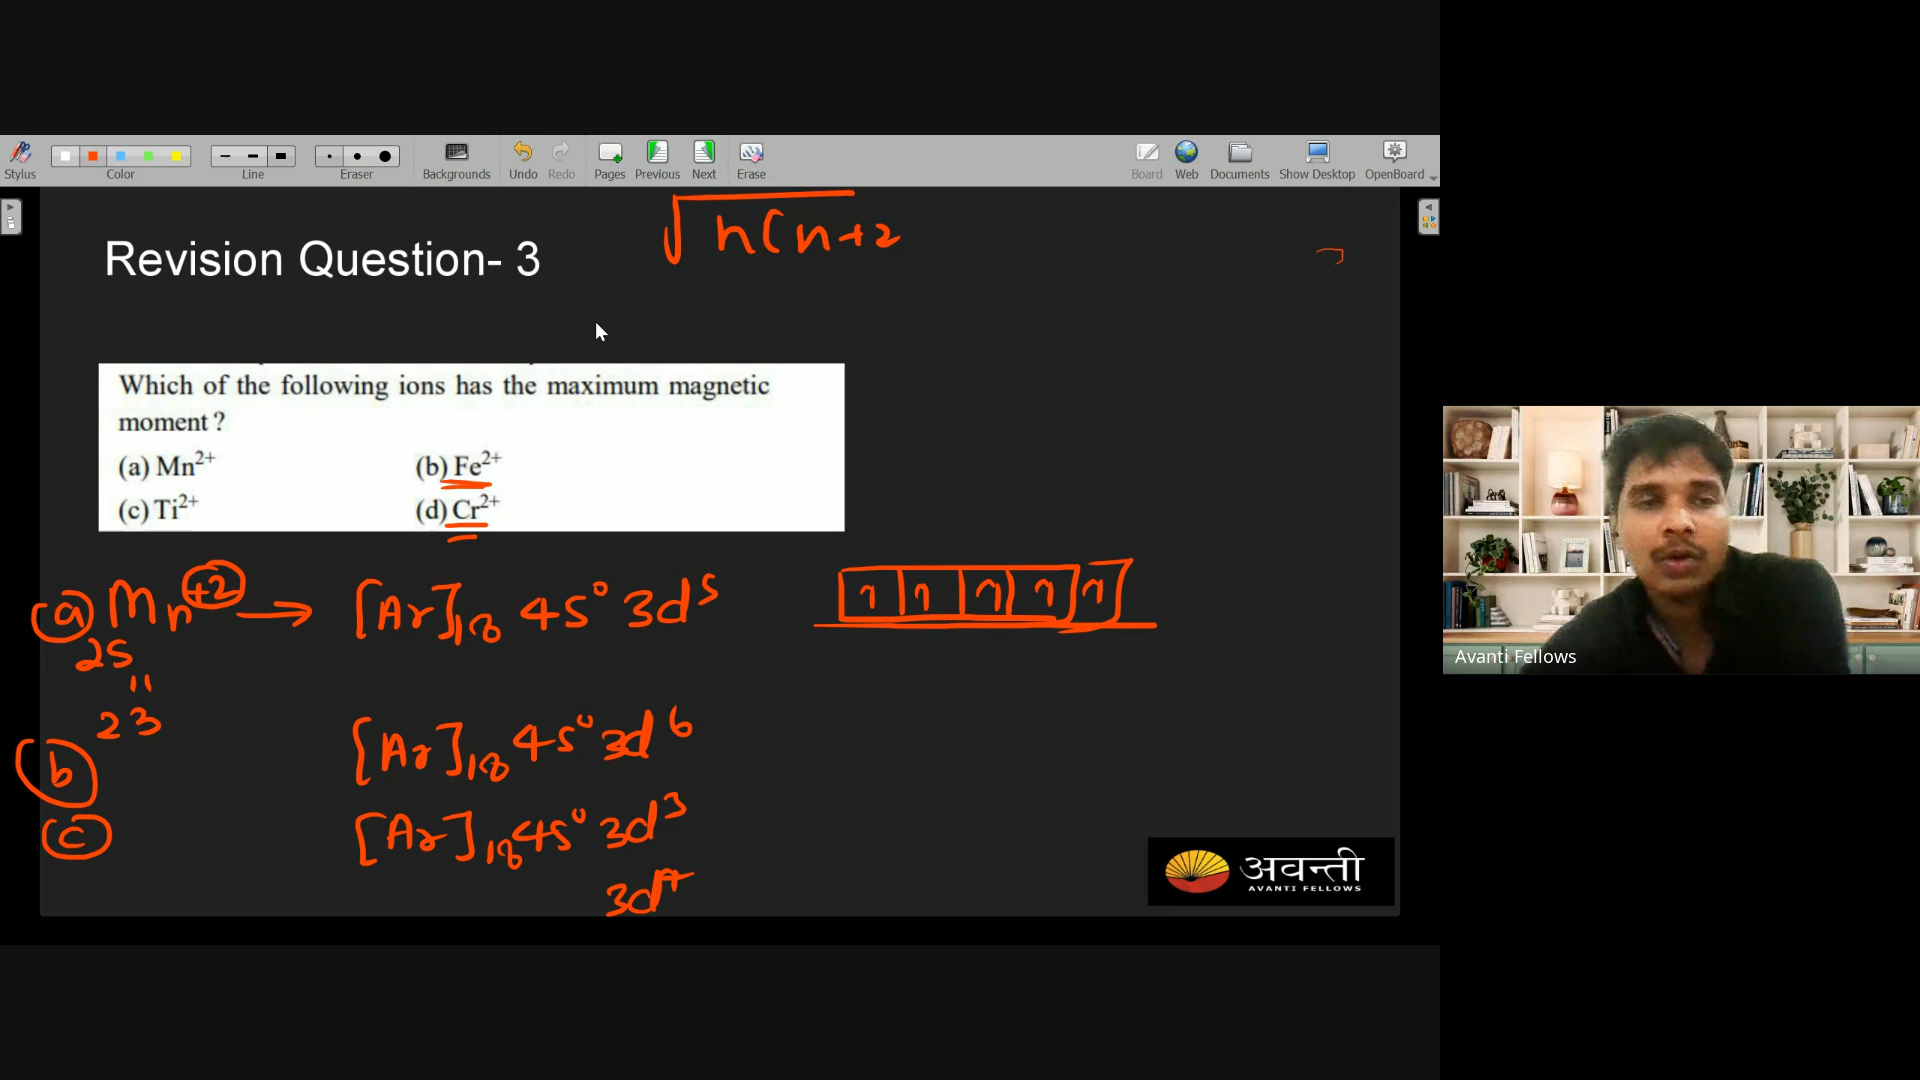 Stylus
Color
Line
Eraser
Backgrounds
Undo
Redo
Pages
Previous
Next
Erase
Board
Web
Documents
Show Desktop
OpenBoard
√n(n+2
Revision Question- 3
Which of the following ions has the maximum magnetic
moment ?
(a) Mn²⁺ (b) Fe²⁺
(c) Ti²⁺ (d) Cr²⁺
(a) Mn +2 → [Ar]18 4s⁰ 3d⁵ ↿ ↿ ↿ ↿ ↿
25
23
(b) [Ar]18 4s⁰ 3d⁶
(c) [Ar]18 4s⁰ 3d³
3d⁴
अवन्ती
AVANTI FELLOWS
Avanti Fellows